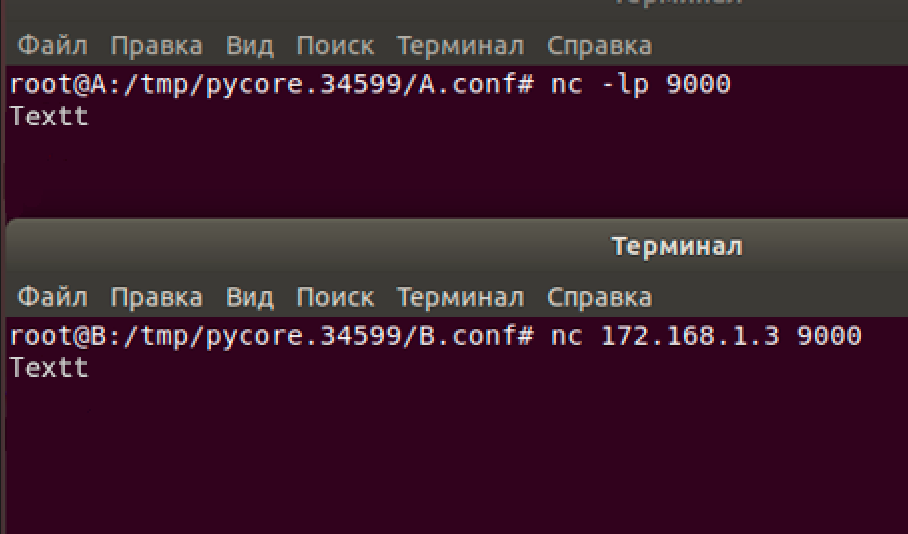 Терминал
Файл Правка Вид Поиск Терминал Справка
root@A:/tmp/pycore.34599/A.conf# nc -lp 9000
Textt
Терминал
Файл Правка Вид Поиск Терминал Справка
root@B:/tmp/pycore.34599/B.conf# nc 172.168.1.3 9000
Textt